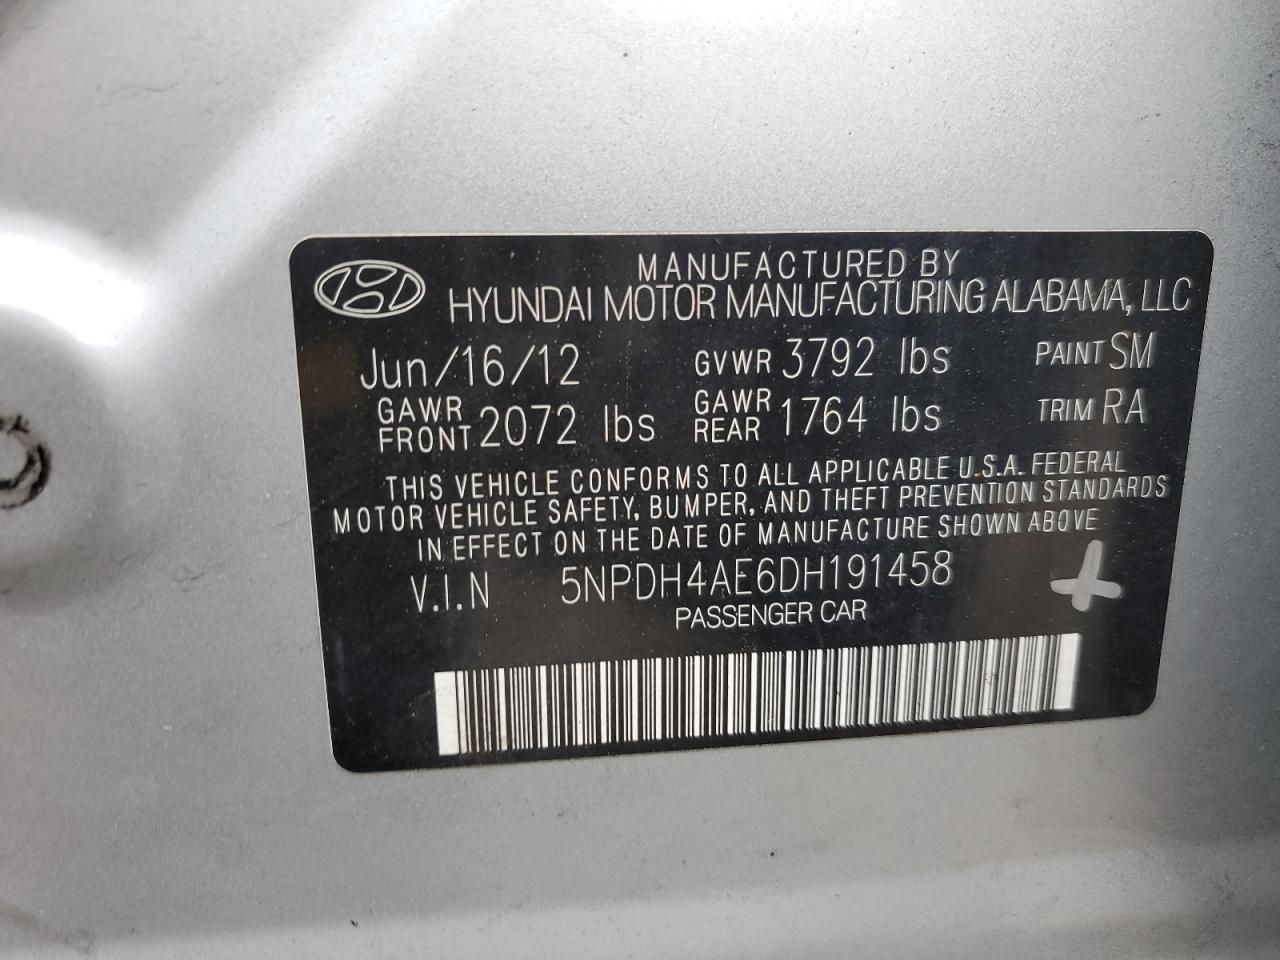 MANUFACTURED BY
HYUNDAI MOTOR MANUFACTURING ALABAMA, LLC
Jun/16/12 GVWR 3792 lbs PAINT SM
GAWR FRONT 2072 lbs GAWR REAR 1764 lbs TRIM RA
THIS VEHICLE CONFORMS TO ALL APPLICABLE U.S.A. FEDERAL
MOTOR VEHICLE SAFETY, BUMPER, AND THEFT PREVENTION STANDARDS
IN EFFECT ON THE DATE OF MANUFACTURE SHOWN ABOVE
V.I.N 5NPDH4AE6DH191458
PASSENGER CAR